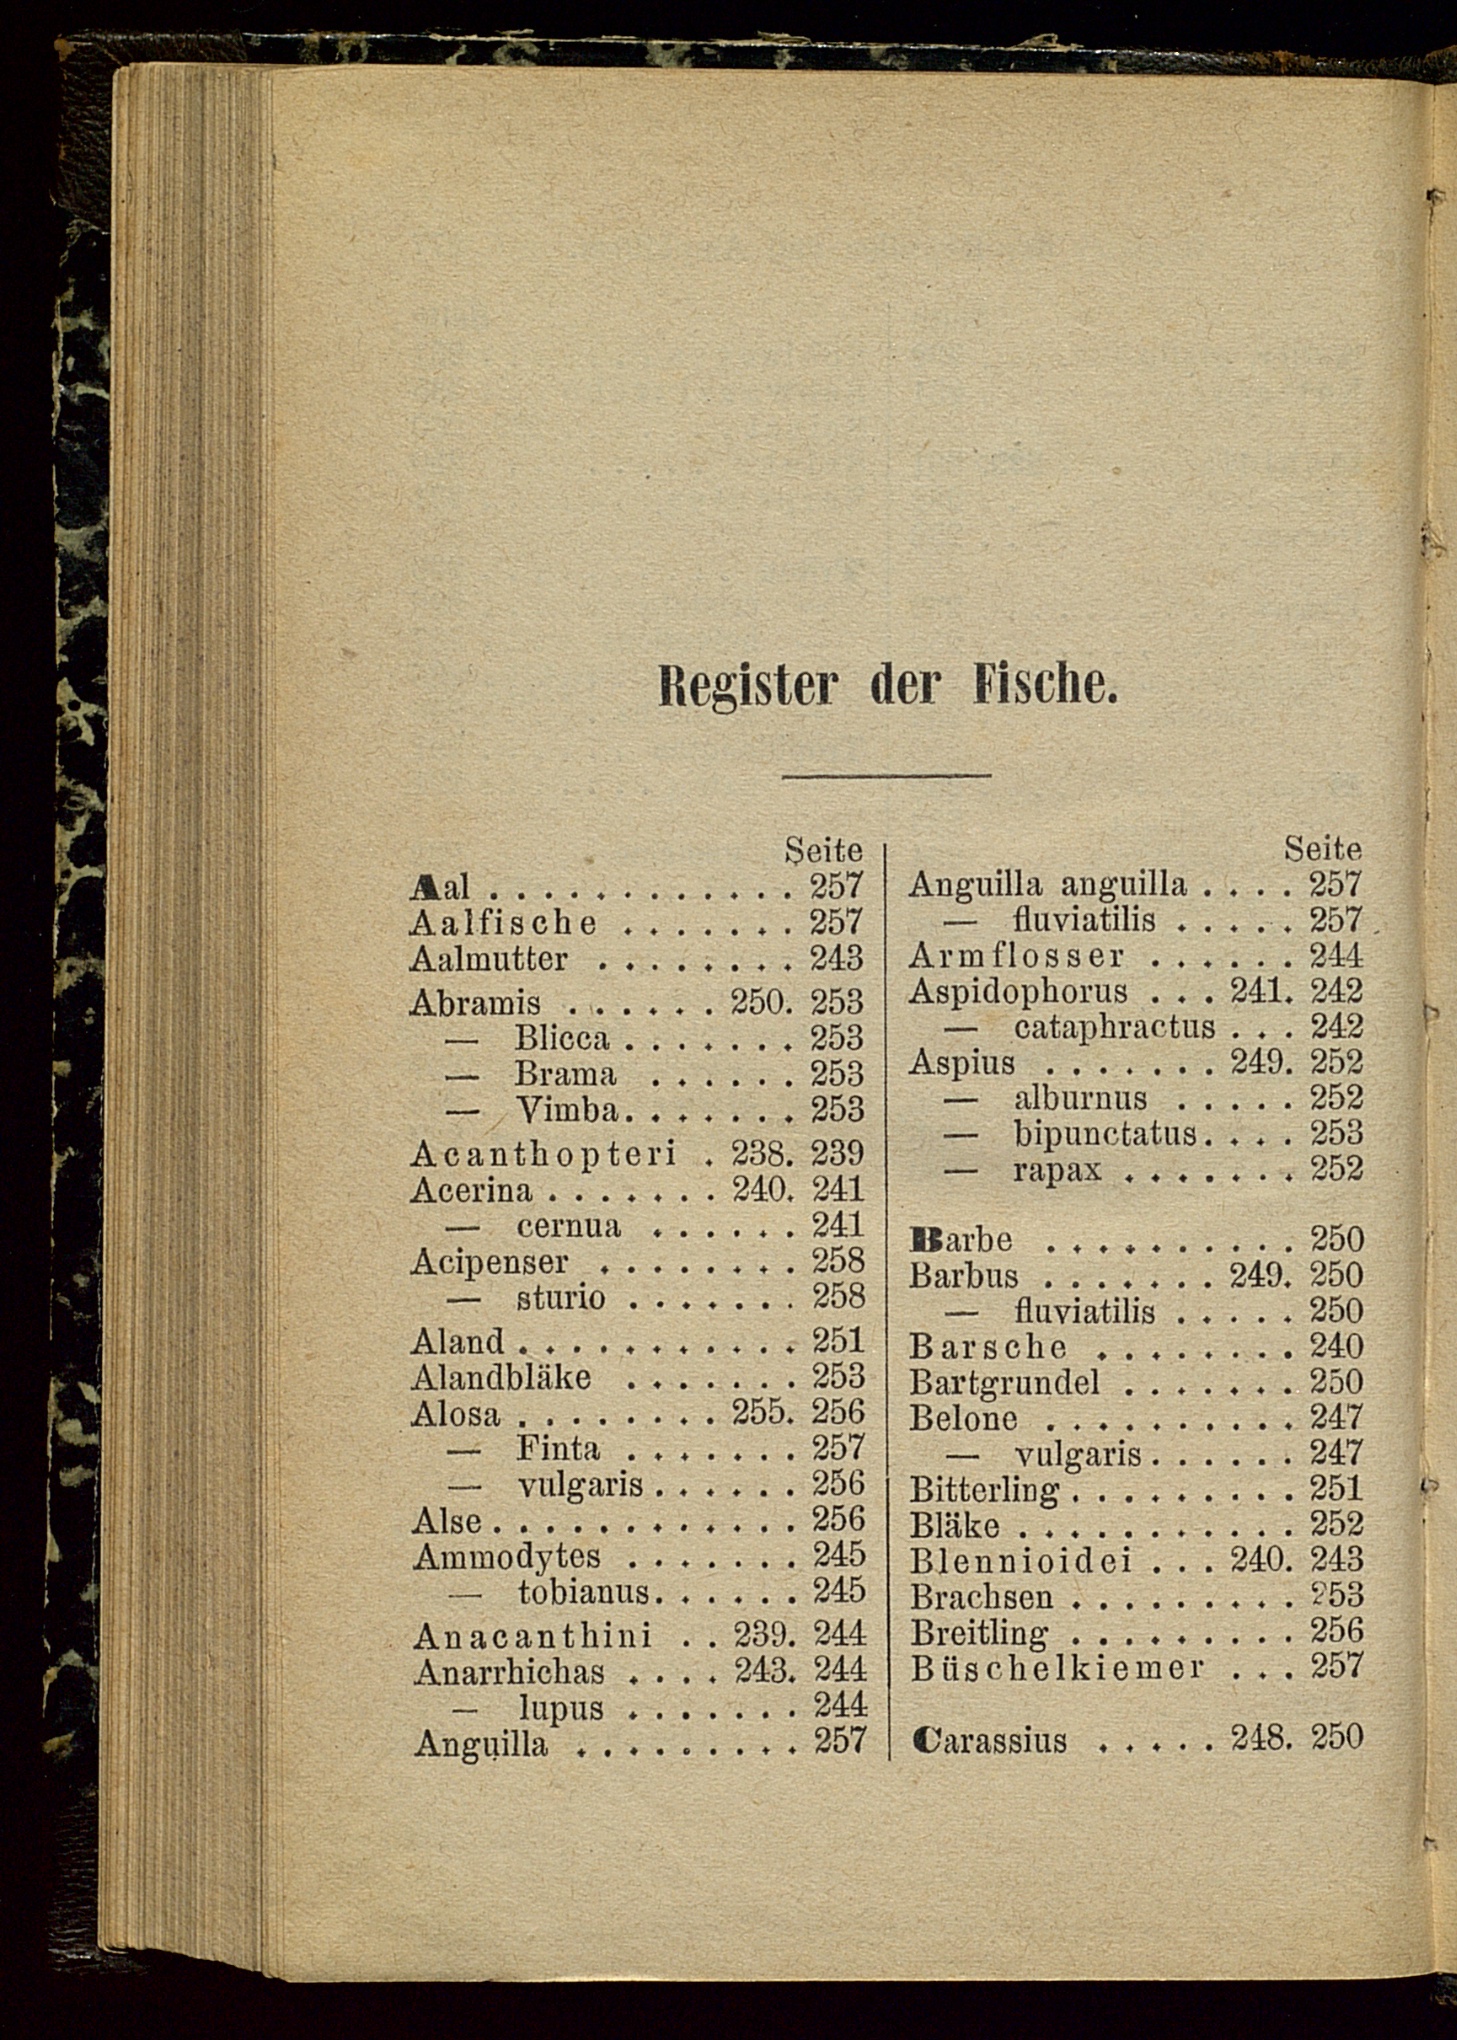 Register der Fische.
Seite
Aal . . . . . . . . . . . . 257
Aalfische . . . . . . . 257
Aalmutter . . . . . . . . 243
Abramis . . . . . . 250. 253
— Blicca . . . . . . . 253
— Brama . . . . . . 253
— Vimba . . . . . . . 253
Acanthopteri . 238. 239
Acerina . . . . . . . 240. 241
— cernua . . . . . . 241
Acipenser . . . . . . . . 258
— sturio . . . . . . . 258
Aland . . . . . . . . . . . 251
Alandbläke . . . . . . . 253
Alosa . . . . . . . . 255. 256
— Finta . . . . . . . 257
— vulgaris . . . . . . 256
Alse . . . . . . . . . . . . 256
Ammodytes . . . . . . . 245
— tobianus . . . . . . 245
Anacanthini . . 239. 244
Anarrhichas . . . . 243. 244
— lupus . . . . . . . 244
Anguilla . . . . . . . . . 257
Seite
Anguilla anguilla . . . . 257
— fluviatilis . . . . . 257
Armflosser . . . . . . 244
Aspidophorus . . . 241. 242
— cataphractus . . . 242
Aspius . . . . . . . 249. 252
— alburnus . . . . . 252
— bipunctatus . . . . 253
— rapax . . . . . . . 252
Barbe . . . . . . . . . . 250
Barbus . . . . . . . 249. 250
— fluviatilis . . . . . 250
Barsche . . . . . . . . 240
Bartgrundel . . . . . . . 250
Belone . . . . . . . . . . 247
— vulgaris . . . . . . 247
Bitterling . . . . . . . . . 251
Bläke . . . . . . . . . . . 252
Blennioidei . . . 240. 243
Brachsen . . . . . . . . . 253
Breitling . . . . . . . . . 256
Büschelkiemer . . . 257
Carassius . . . . . 248. 250